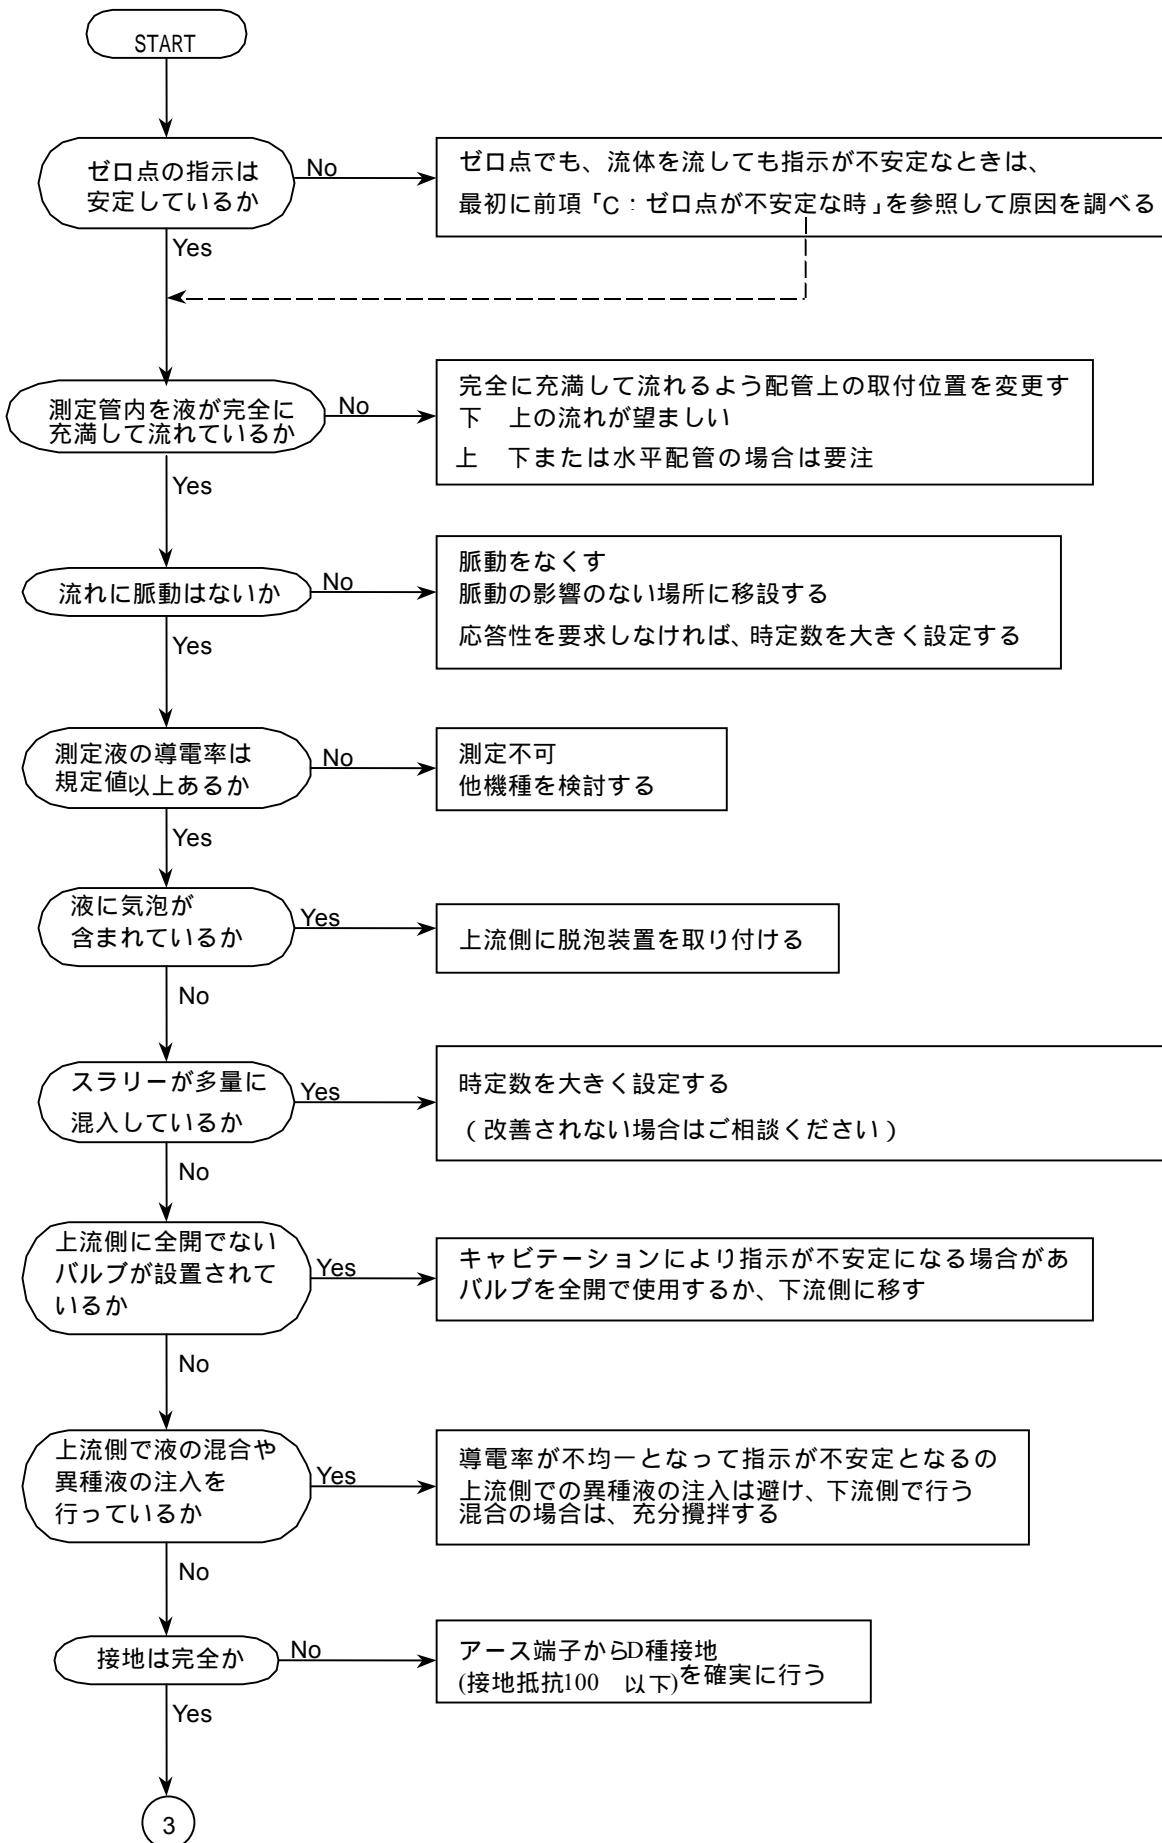 START
ゼロ点の指示は
安定しているか
No
ゼロ点でも、流体を流しても指示が不安定なときは、
最初に前項「C：ゼロ点が不安定な時」を参照して原因を調べる
Yes
測定管内を液が完全に
充満して流れているか
No
完全に充満して流れるよう配管上の取付位置を変更す
下　上の流れが望ましい
上　下または水平配管の場合は要注
Yes
流れに脈動はないか
No
脈動をなくす
脈動の影響のない場所に移設する
応答性を要求しなければ、時定数を大きく設定する
Yes
測定液の導電率は
規定値以上あるか
No
測定不可
他機種を検討する
Yes
液に気泡が
含まれているか
Yes
上流側に脱泡装置を取り付ける
No
スラリーが多量に
混入しているか
Yes
時定数を大きく設定する
（改善されない場合はご相談ください）
No
上流側に全開でない
バルブが設置されて
いるか
Yes
キャビテーションにより指示が不安定になる場合があ
バルブを全開で使用するか、下流側に移す
No
上流側で液の混合や
異種液の注入を
行っているか
Yes
導電率が不均一となって指示が不安定となるの
上流側での異種液の注入は避け、下流側で行う
混合の場合は、充分攪拌する
No
接地は完全か
No
アース端子からD種接地
(接地抵抗100　以下)を確実に行う
Yes
3